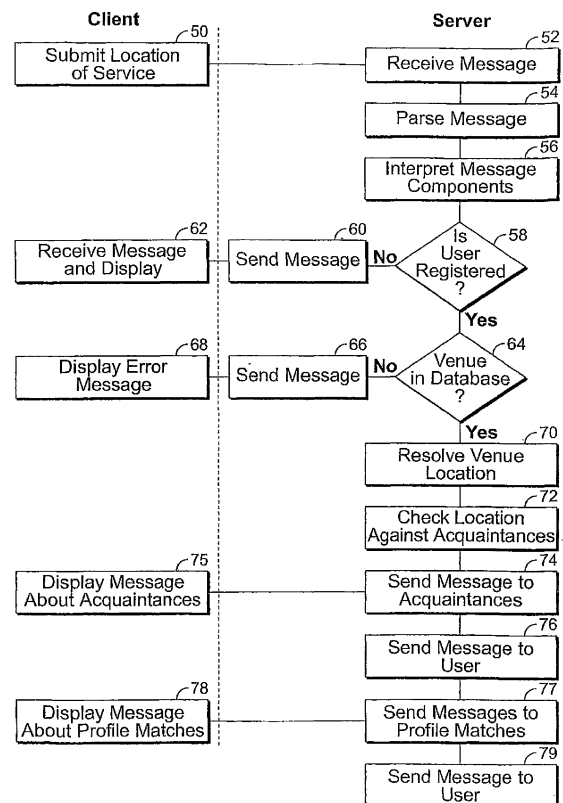 Client
Server
50
Submit Location
of Service
52
Receive Message
54
Parse Message
56
Interpret Message
Components
58
Is
User
Registered
?
No
60
Send Message
62
Receive Message
and Display
Yes
64
Venue
in Database
?
No
66
Send Message
68
Display Error
Message
Yes
70
Resolve Venue
Location
72
Check Location
Against Acquaintances
74
Send Message to
Acquaintances
75
Display Message
About Acquaintances
76
Send Message to
User
77
Send Messages to
Profile Matches
78
Display Message
About Profile Matches
79
Send Message to
User